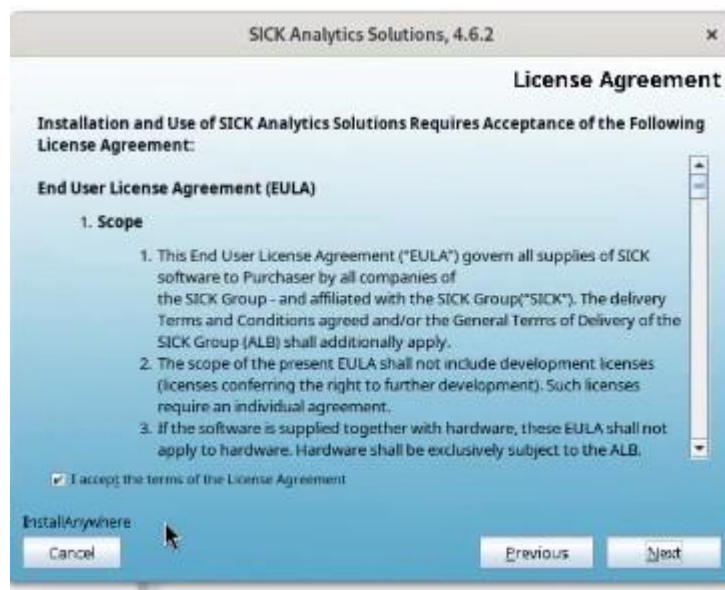 SICK Analytics Solutions, 4.6.2
License Agreement
Installation and Use of SICK Analytics Solutions Requires Acceptance of the Following
License Agreement:
End User License Agreement (EULA)
1. Scope
1. This End User License Agreement ("EULA") govern all supplies of SICK
software to Purchaser by all companies of
the SICK Group - and affiliated with the SICK Group("SICK"). The delivery
Terms and Conditions agreed and/or the General Terms of Delivery of the
SICK Group (ALB) shall additionally apply.
2. The scope of the present EULA shall not include development licenses
(licenses conferring the right to further development). Such licenses
require an individual agreement.
3. If the software is supplied together with hardware, these EULA shall not
apply to hardware. Hardware shall be exclusively subject to the ALB.
I accept the terms of the License Agreement
InstallAnywhere
Cancel
Previous
Next